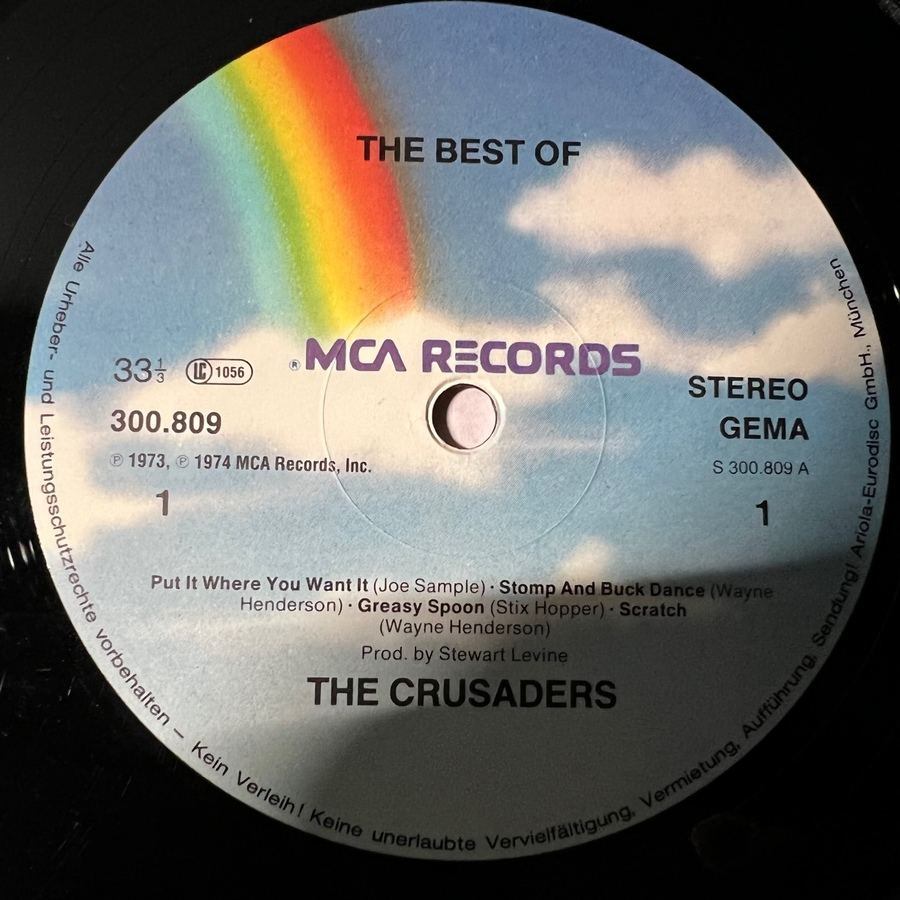 THE BEST OF
® MCA RECORDS
33⅓ LC 1056
300.809
℗ 1973, ℗ 1974 MCA Records, Inc.
1
STEREO
GEMA
S 300.809 A
1
Put It Where You Want It (Joe Sample) · Stomp And Buck Dance (Wayne
Henderson) · Greasy Spoon (Stix Hopper) · Scratch
(Wayne Henderson)
Prod. by Stewart Levine
THE CRUSADERS
Alle Urheber- und Leistungsschutzrechte vorbehalten – Kein Verleih! Keine unerlaubte Vervielfältigung, Vermietung, Aufführung, Sendung! Ariola-Eurodisc GmbH., München